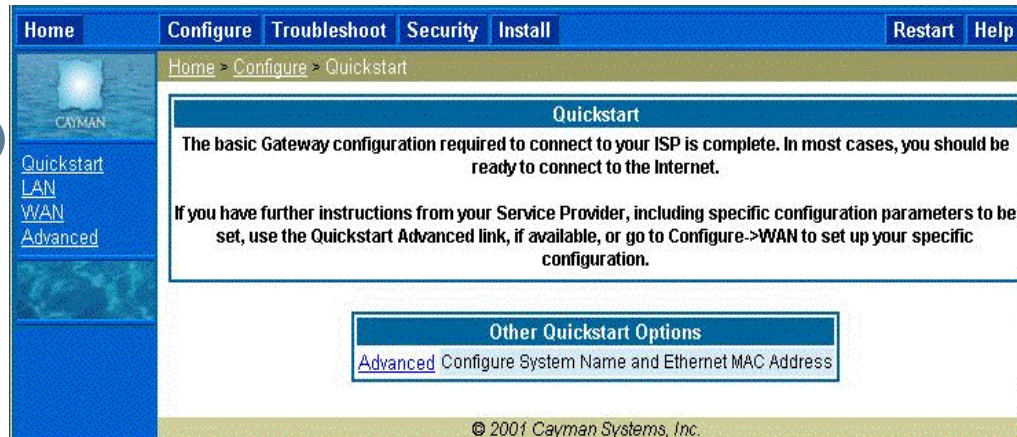 Home Configure Troubleshoot Security Install Restart Help
Home > Configure > Quickstart
CAYMAN
Quickstart
LAN
WAN
Advanced
Quickstart
The basic Gateway configuration required to connect to your ISP is complete. In most cases, you should be
ready to connect to the Internet.
If you have further instructions from your Service Provider, including specific configuration parameters to be
set, use the Quickstart Advanced link, if available, or go to Configure->WAN to set up your specific
configuration.
Other Quickstart Options
Advanced Configure System Name and Ethernet MAC Address
© 2001 Cayman Systems, Inc.